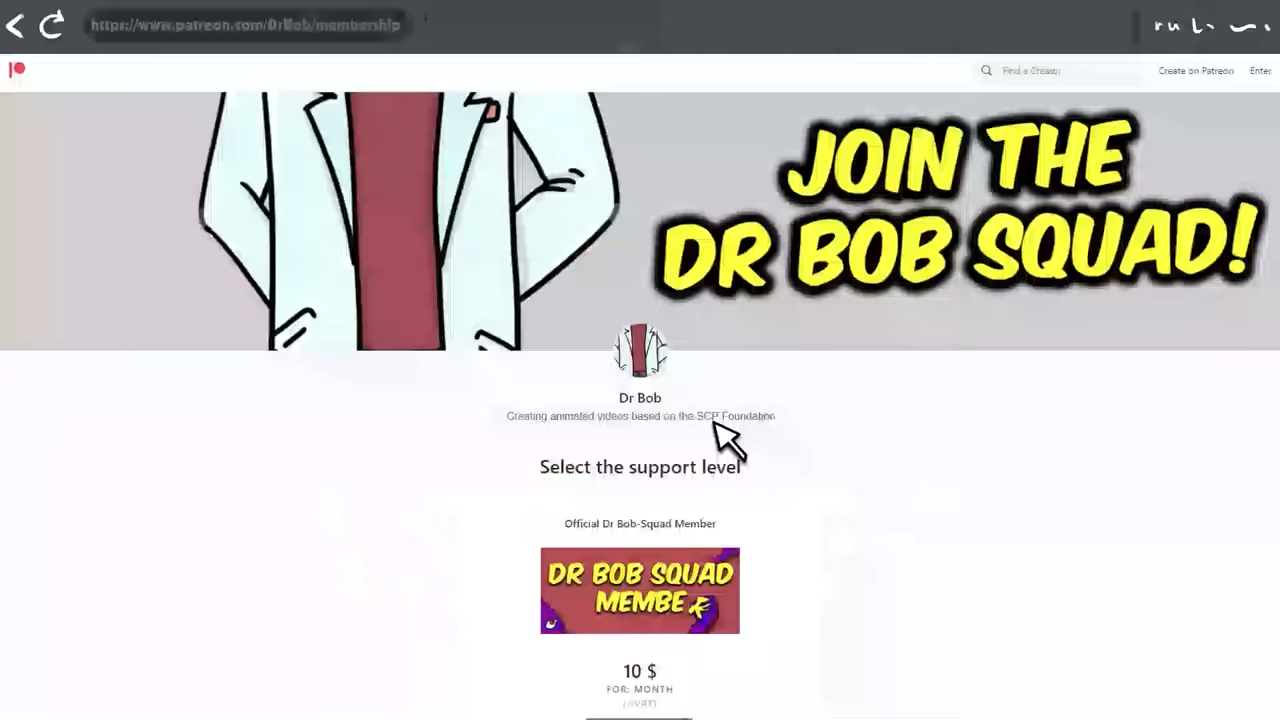 https://www.patreon.com/DrBob/membership
Find a Creator
Create on Patreon
Enter
JOIN THE
DR BOB SQUAD!
Dr Bob
Creating animated videos based on the SCP Foundation
Select the support level
Official Dr Bob-Squad Member
DR BOB SQUAD
MEMBE
10 $
FOR: MONTH